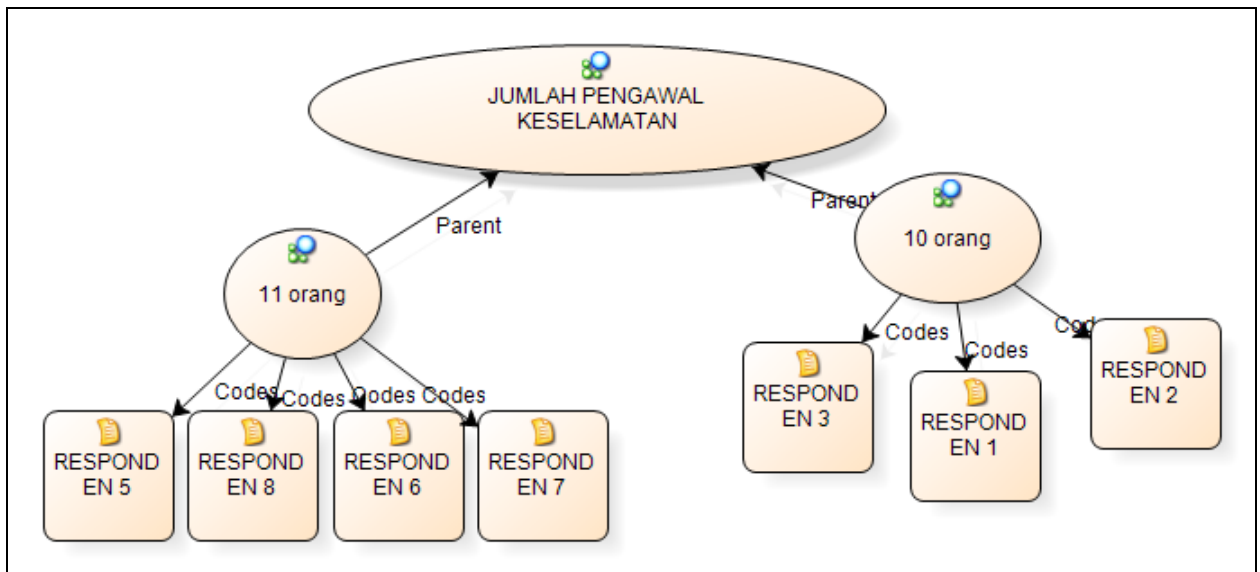 JUMLAH PENGAWAL
KESELAMATAN
Parent
Parent
11 orang
10 orang
Codes
Codes
Codes
Codes
Codes
Codes
RESPOND
EN 5
RESPOND
EN 8
RESPOND
EN 6
RESPOND
EN 7
RESPOND
EN 3
RESPOND
EN 1
RESPOND
EN 2